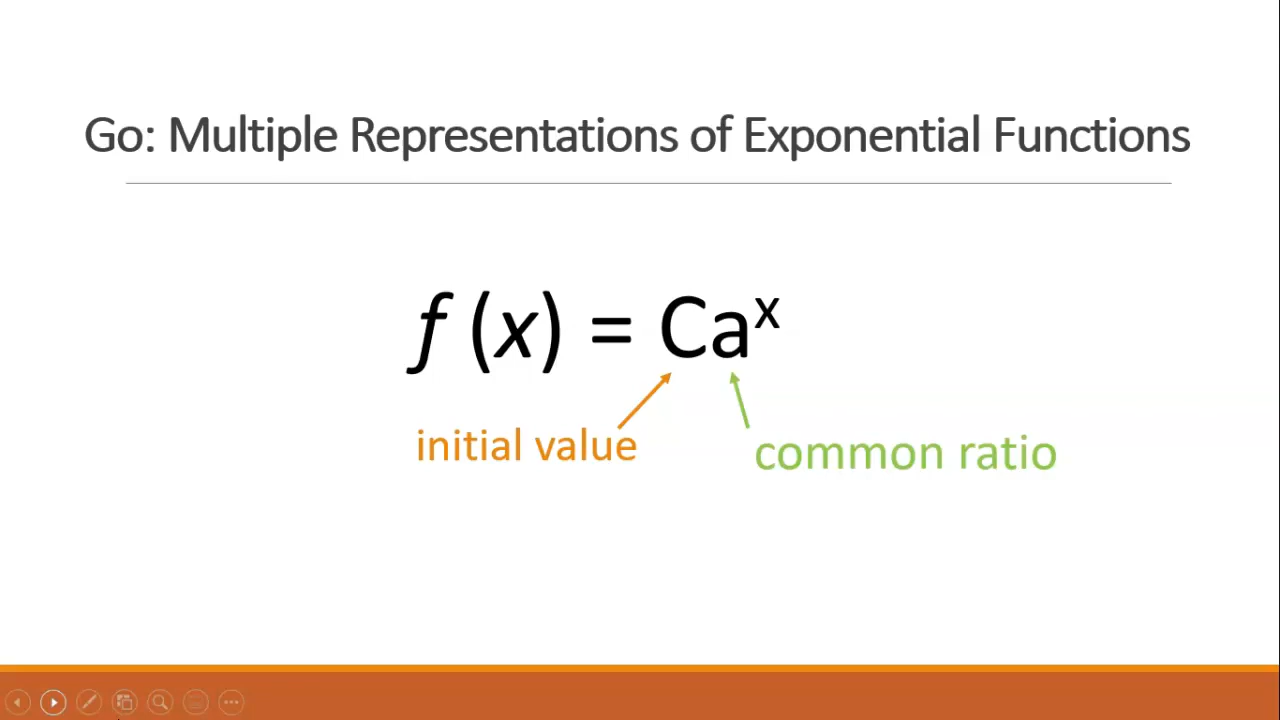 Go: Multiple Representations of Exponential Functions
f (x) = Caˣ
initial value
common ratio